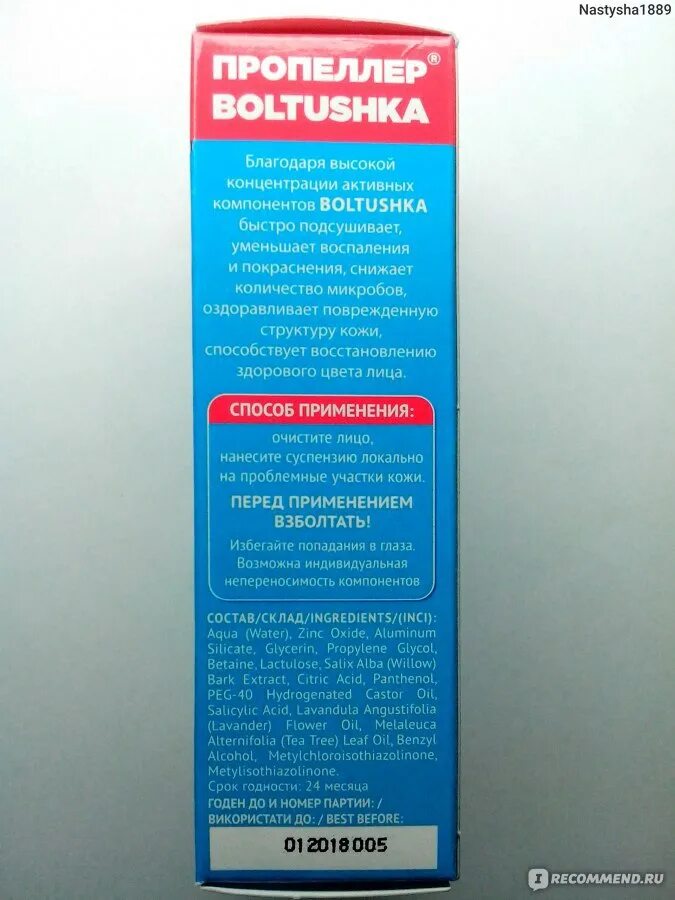 Nastysha1889
ПРОПЕЛЛЕР®
BOLTUSHKA
Благодаря высокой
концентрации активных
компонентов BOLTUSHKA
быстро подсушивает,
уменьшает воспаления
и покраснения, снижает
количество микробов,
оздоравливает поврежденную
структуру кожи,
способствует восстановлению
здорового цвета лица.
СПОСОБ ПРИМЕНЕНИЯ:
очистите лицо,
нанесите суспензию локально
на проблемные участки кожи.
ПЕРЕД ПРИМЕНЕНИЕМ
ВЗБОЛТАТЬ!
Избегайте попадания в глаза.
Возможна индивидуальная
непереносимость компонентов
СОСТАВ/СКЛАД/INGREDIENTS/(INCI):
Aqua (Water), Zinc Oxide, Aluminum
Silicate, Glycerin, Propylene Glycol,
Betaine, Lactulose, Salix Alba (Willow)
Bark Extract, Citric Acid, Panthenol,
PEG-40 Hydrogenated Castor Oil,
Salicylic Acid, Lavandula Angustifolia
(Lavander) Flower Oil, Melaleuca
Alternifolia (Tea Tree) Leaf Oil, Benzyl
Alcohol, Metylchloroisothiazolinone,
Metylisothiazolinone.
Срок годности: 24 месяца
ГОДЕН ДО И НОМЕР ПАРТИИ: /
ВИКОРИСТАТИ ДО: / BEST BEFORE:
012018005
IRECOMMEND.RU